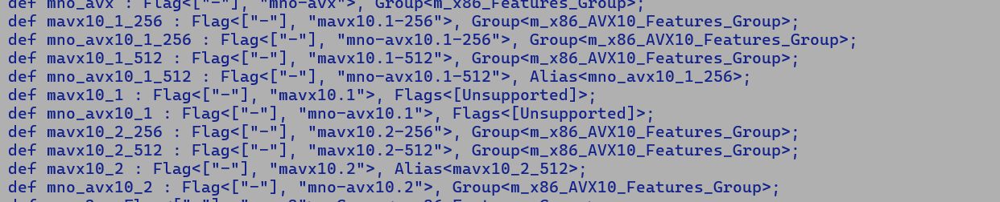 def mno_avx : Flag<["-"], "mno-avx">, Group<m_x86_Features_Group>;
def mavx10_1_256 : Flag<["-"], "mavx10.1-256">, Group<m_x86_AVX10_Features_Group>;
def mno_avx10_1_256 : Flag<["-"], "mno-avx10.1-256">, Group<m_x86_AVX10_Features_Group>;
def mavx10_1_512 : Flag<["-"], "mavx10.1-512">, Group<m_x86_AVX10_Features_Group>;
def mno_avx10_1_512 : Flag<["-"], "mno-avx10.1-512">, Alias<mno_avx10_1_256>;
def mavx10_1 : Flag<["-"], "mavx10.1">, Flags<[Unsupported]>;
def mno_avx10_1 : Flag<["-"], "mno-avx10.1">, Flags<[Unsupported]>;
def mavx10_2_256 : Flag<["-"], "mavx10.2-256">, Group<m_x86_AVX10_Features_Group>;
def mavx10_2_512 : Flag<["-"], "mavx10.2-512">, Group<m_x86_AVX10_Features_Group>;
def mavx10_2 : Flag<["-"], "mavx10.2">, Alias<mavx10_2_512>;
def mno_avx10_2 : Flag<["-"], "mno-avx10.2">, Group<m_x86_AVX10_Features_Group>;